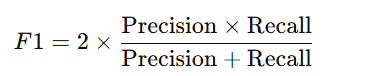 F1 = 2 × Precision × Recall / Precision + Recall